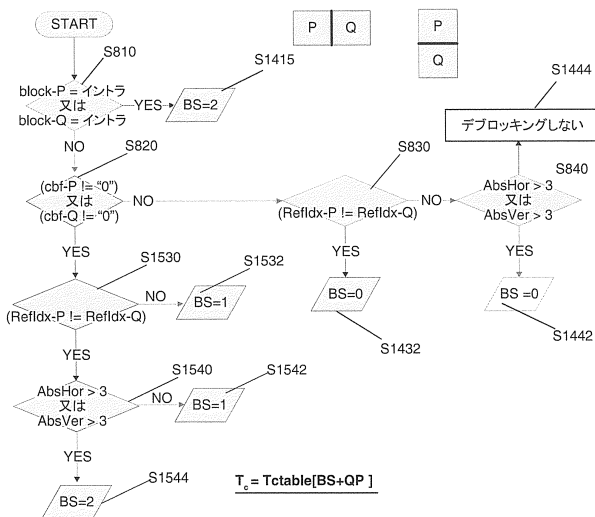 START
P
Q
P
Q
S810
block-P = イントラ
又は
block-Q = イントラ
YES
S1415
BS=2
NO
S820
(cbf-P != “0”)
又は
(cbf-Q != “0”)
NO
S830
(RefIdx-P != RefIdx-Q)
NO
S1444
デブロッキングしない
S840
AbsHor > 3
又は
AbsVer > 3
YES
YES
YES
S1530
(RefIdx-P != RefIdx-Q)
NO
S1532
BS=1
BS=0
S1432
BS =0
S1442
YES
S1540
AbsHor > 3
又は
AbsVer > 3
NO
S1542
BS=1
YES
S1544
BS=2
Tc = Tctable[BS+QP ]